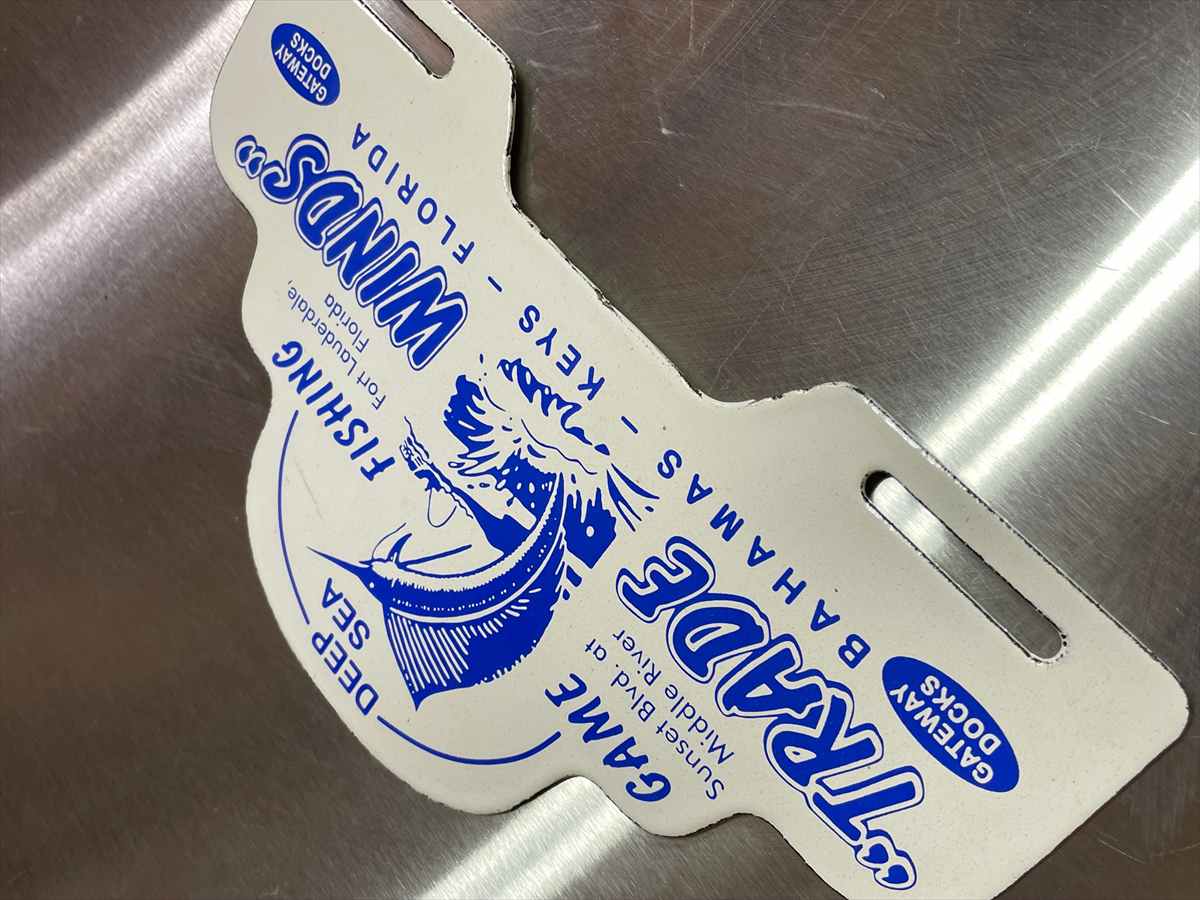 DEEP
SEA
GAME FISHING
Sunset Blvd. at
Middle River
Fort Lauderdale,
Florida
"TRADE WINDS"
GATEWAY
DOCKS
BAHAMAS – KEYS – FLORIDA
GATEWAY
DOCKS